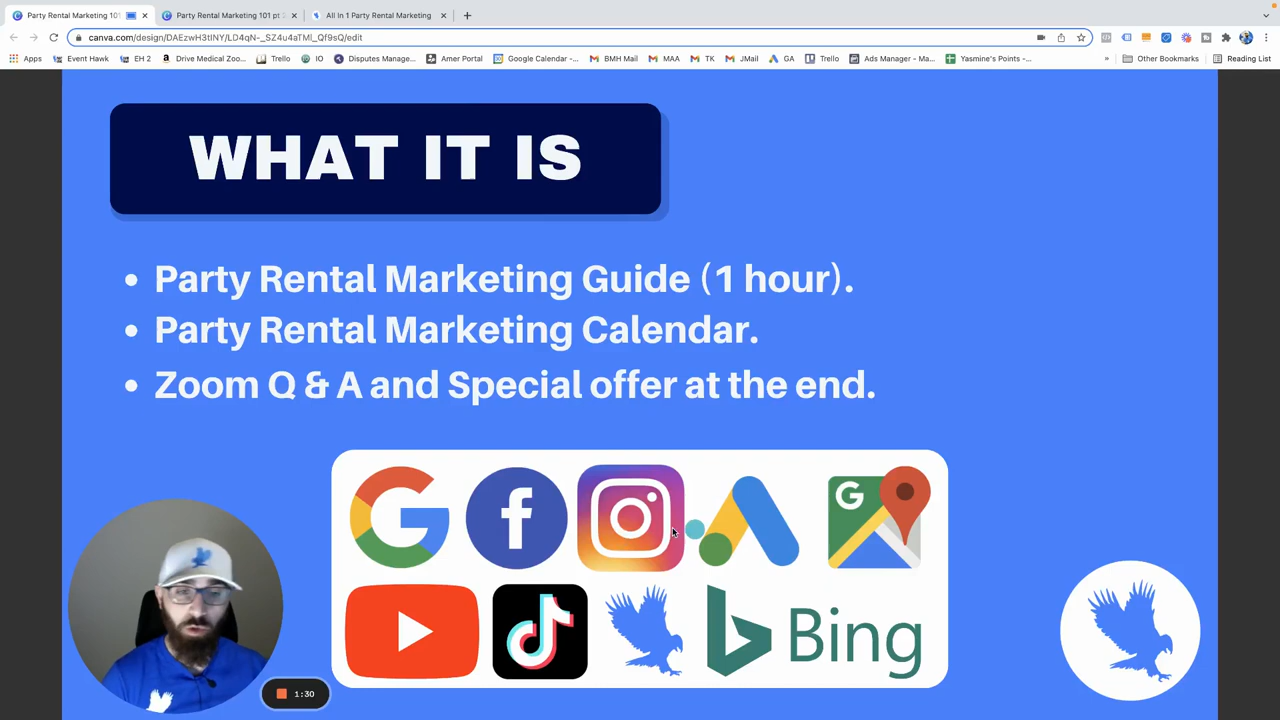 Party Rental Marketing 101
Party Rental Marketing 101 pt 2
All In 1 Party Rental Marketing
canva.com/design/DAEzwH3tINY/LD4qN-_SZ4u4aTMl_Qf9sQ/edit
Apps
Event Hawk
EH 2
Drive Medical Zoo...
Trello
IO
Disputes Manage...
Amer Portal
Google Calendar -...
BMH Mail
MAA
TK
JMail
GA
Trello
Ads Manager - Ma...
Yasmine's Points -...
»
Other Bookmarks
Reading List
WHAT IT IS
• Party Rental Marketing Guide (1 hour).
• Party Rental Marketing Calendar.
• Zoom Q & A and Special offer at the end.
G
Bing
1:30